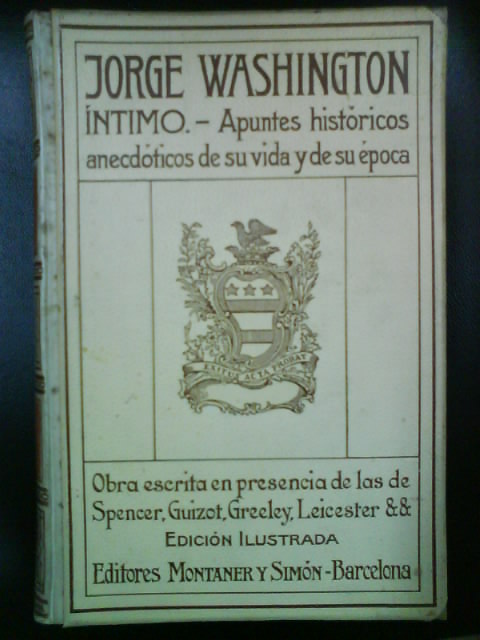 JORGE WASHINGTON
ÍNTIMO.- Apuntes históricos
anecdóticos de su vida y de su época
EXITUS ACTA PROBAT
Obra escrita en presencia de las de
Spencer, Guizot, Greeley, Leicester &&
EDICIÓN ILUSTRADA
Editores MONTANER Y SIMÓN-Barcelona